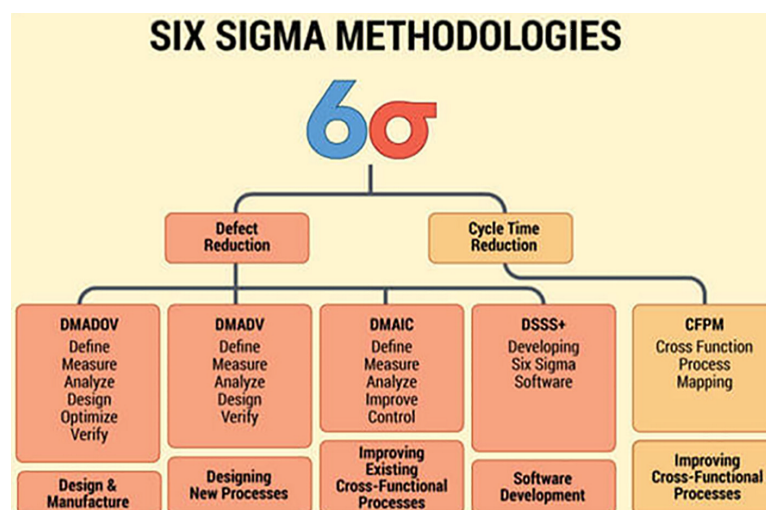 SIX SIGMA METHODOLOGIES
6σ
Defect
Reduction
Cycle Time
Reduction
DMADOV
Define
Measure
Analyze
Design
Optimize
Verify
DMADV
Define
Measure
Analyze
Design
Verify
DMAIC
Define
Measure
Analyze
Improve
Control
DSSS+
Developing
Six Sigma
Software
CFPM
Cross Function
Process
Mapping
Design &
Manufacture
Designing
New Processes
Improving
Existing
Cross-Functional
Processes
Software
Development
Improving
Cross-Functional
Processes